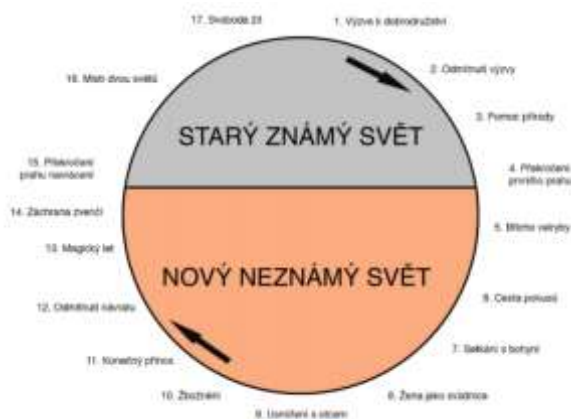 17. Svoboda žít
1. Výzva k dobrodružství
2. Odmítnutí výzvy
3. Pomoc přírody
4. Překročení
prvního prahu
5. Břicho velryby
6. Cesta pokusů
7. Setkání s bohyní
8. Žena jako svůdnice
9. Usmíření s otcem
10. Zbožnění
11. Konečný přínos
12. Odmítnutí návratu
13. Magický let
14. Záchrana zvenčí
15. Překročení
prahu navrácení
16. Mistr dvou světů
STARÝ ZNÁMÝ SVĚT
NOVÝ NEZNÁMÝ SVĚT